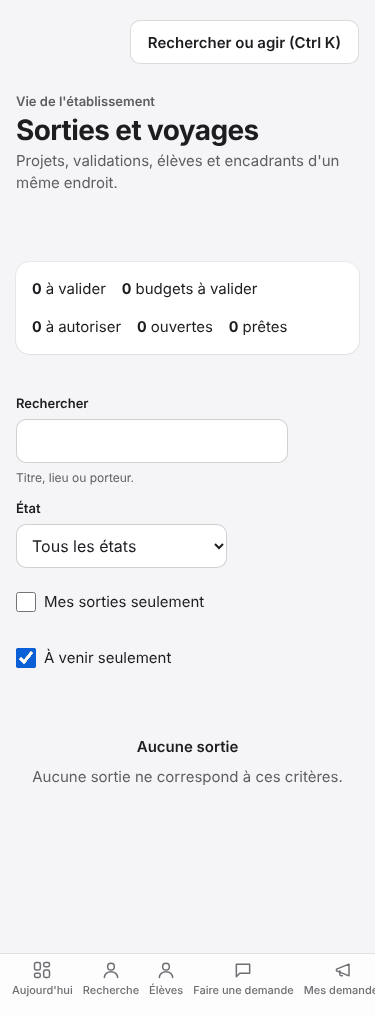 Rechercher ou agir (Ctrl K)
Vie de l'établissement
Sorties et voyages
Projets, validations, élèves et encadrants d'un
même endroit.
0 à valider 0 budgets à valider
0 à autoriser 0 ouvertes 0 prêtes
Rechercher
Titre, lieu ou porteur.
État
Tous les états
Mes sorties seulement
À venir seulement
Aucune sortie
Aucune sortie ne correspond à ces critères.
Aujourd'hui Recherche Élèves Faire une demande Mes demande